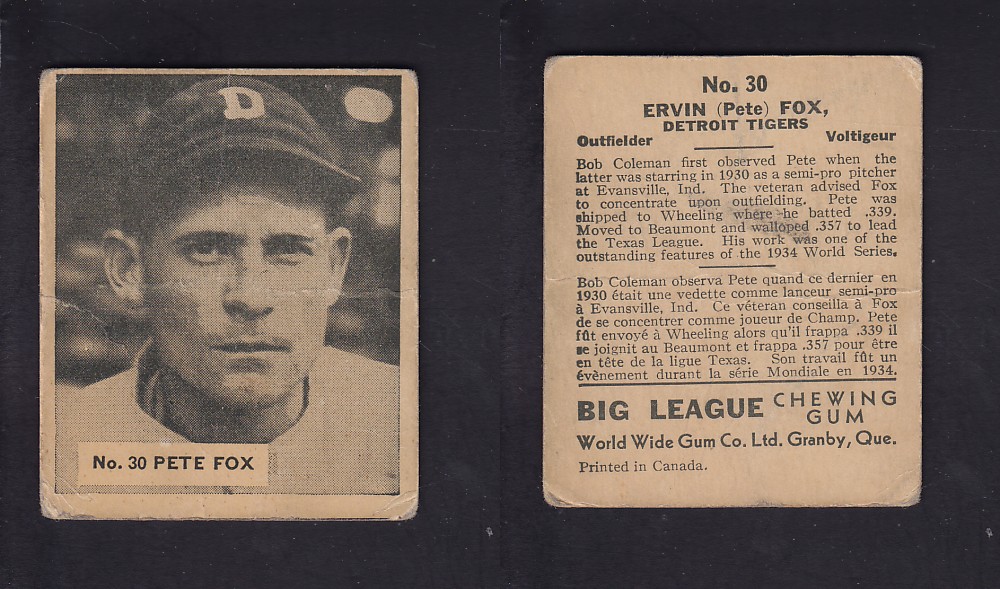 D
No. 30 PETE FOX
No. 30
ERVIN (Pete) FOX,
DETROIT TIGERS
Outfielder Voltigeur
Bob Coleman first observed Pete when the
latter was starring in 1930 as a semi-pro pitcher
at Evansville, Ind. The veteran advised Fox
to concentrate upon outfielding. Pete was
shipped to Wheeling where he batted .339.
Moved to Beaumont and walloped .357 to lead
the Texas League. His work was one of the
outstanding features of the 1934 World Series.
Bob Coleman observa Pete quand ce dernier en
1930 était une vedette comme lanceur semi-pro
à Evansville, Ind. Ce vétéran conseilla à Fox
de se concentrer comme joueur de Champ. Pete
fût envoyé à Wheeling alors qu'il frappa .339 il
se joignit au Beaumont et frappa .357 pour être
en tête de la ligue Texas. Son travail fût un
évènement durant la série Mondiale en 1934.
BIG LEAGUE CHEWING GUM
World Wide Gum Co. Ltd. Granby, Que.
Printed in Canada.